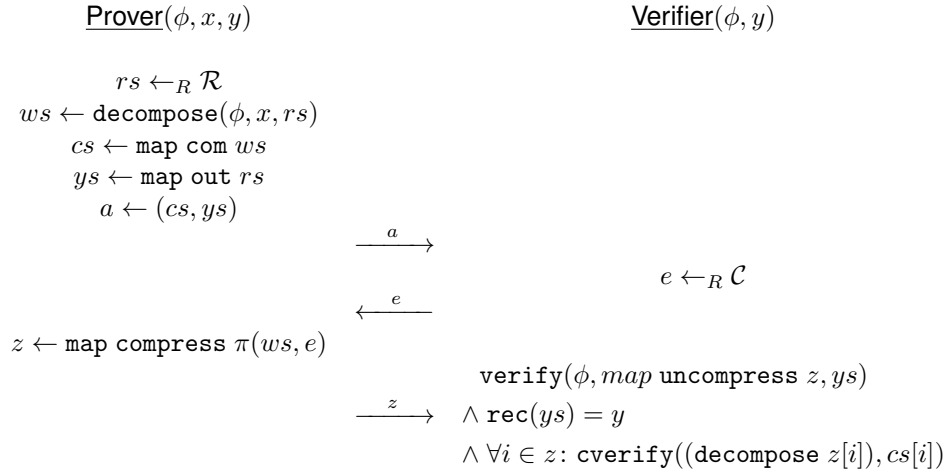 Prover(ϕ, x, y) Verifier(ϕ, y)
rs ←R R
ws ← decompose(ϕ, x, rs)
cs ← map com ws
ys ← map out rs
a ← (cs, ys)
a
e ←R C
e
z ← map compress π(ws, e)
verify(ϕ, map uncompress z, ys)
z ∧ rec(ys) = y
∧ ∀i ∈ z: cverify((decompose z[i]), cs[i])